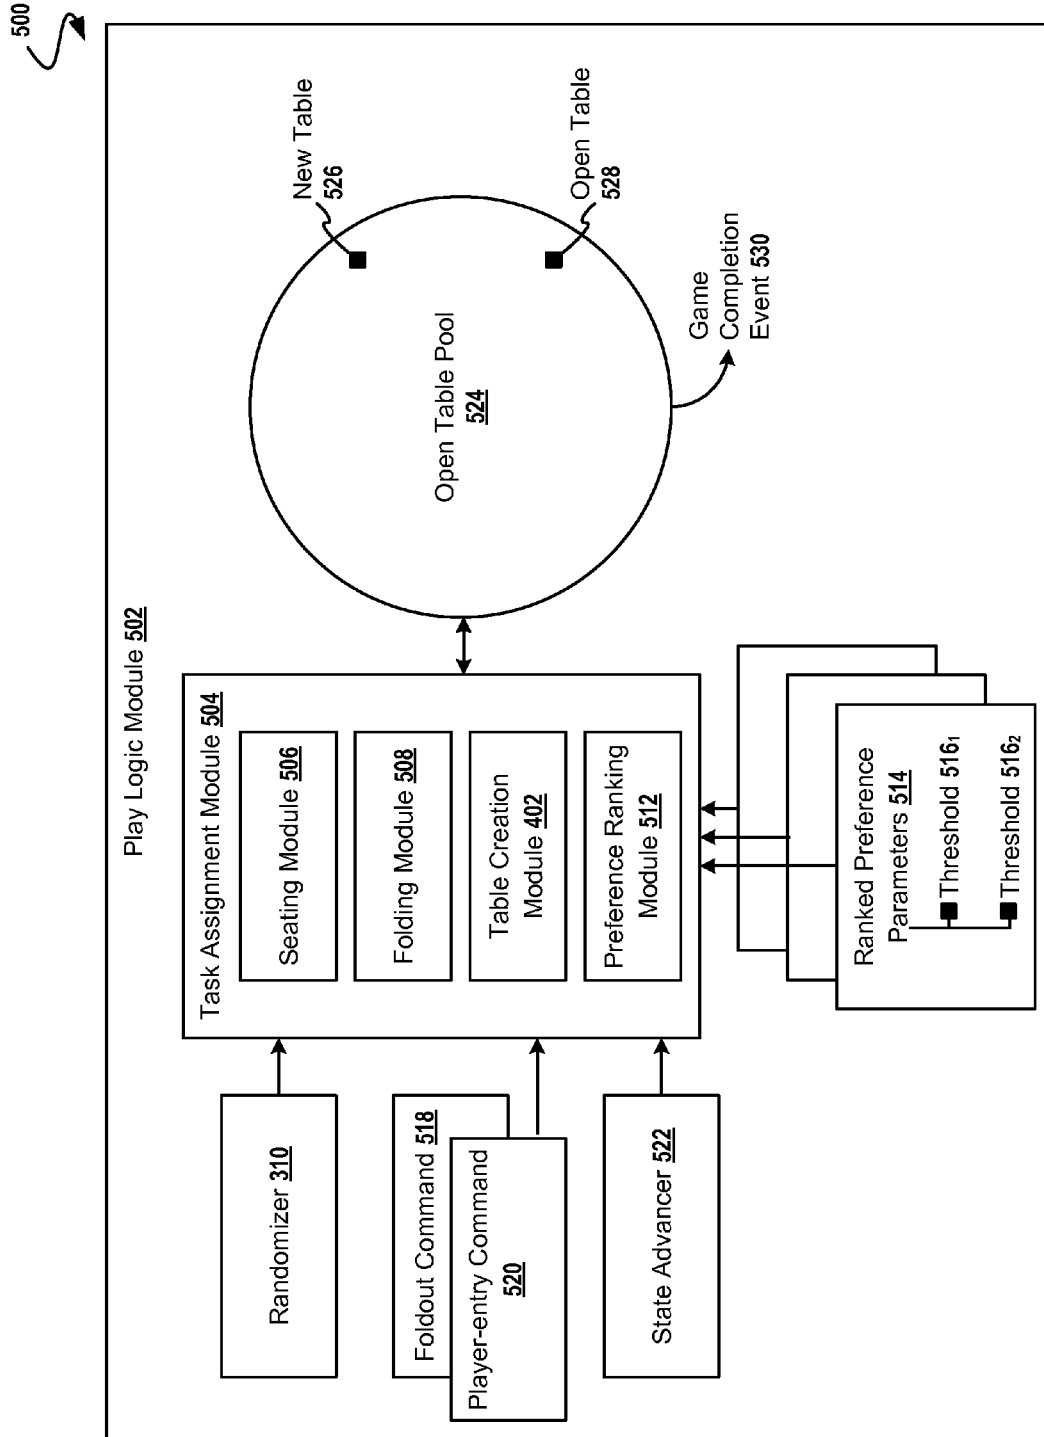 500
Play Logic Module 502
Randomizer 310
Foldout Command 518
Player-entry Command
520
State Advancer 522
Task Assignment Module 504
Seating Module 506
Folding Module 508
Table Creation
Module 402
Preference Ranking
Module 512
Ranked Preference
Parameters 514
Threshold 516₁
Threshold 516₂
Open Table Pool
524
New Table
526
Open Table
528
Game
Completion
Event 530